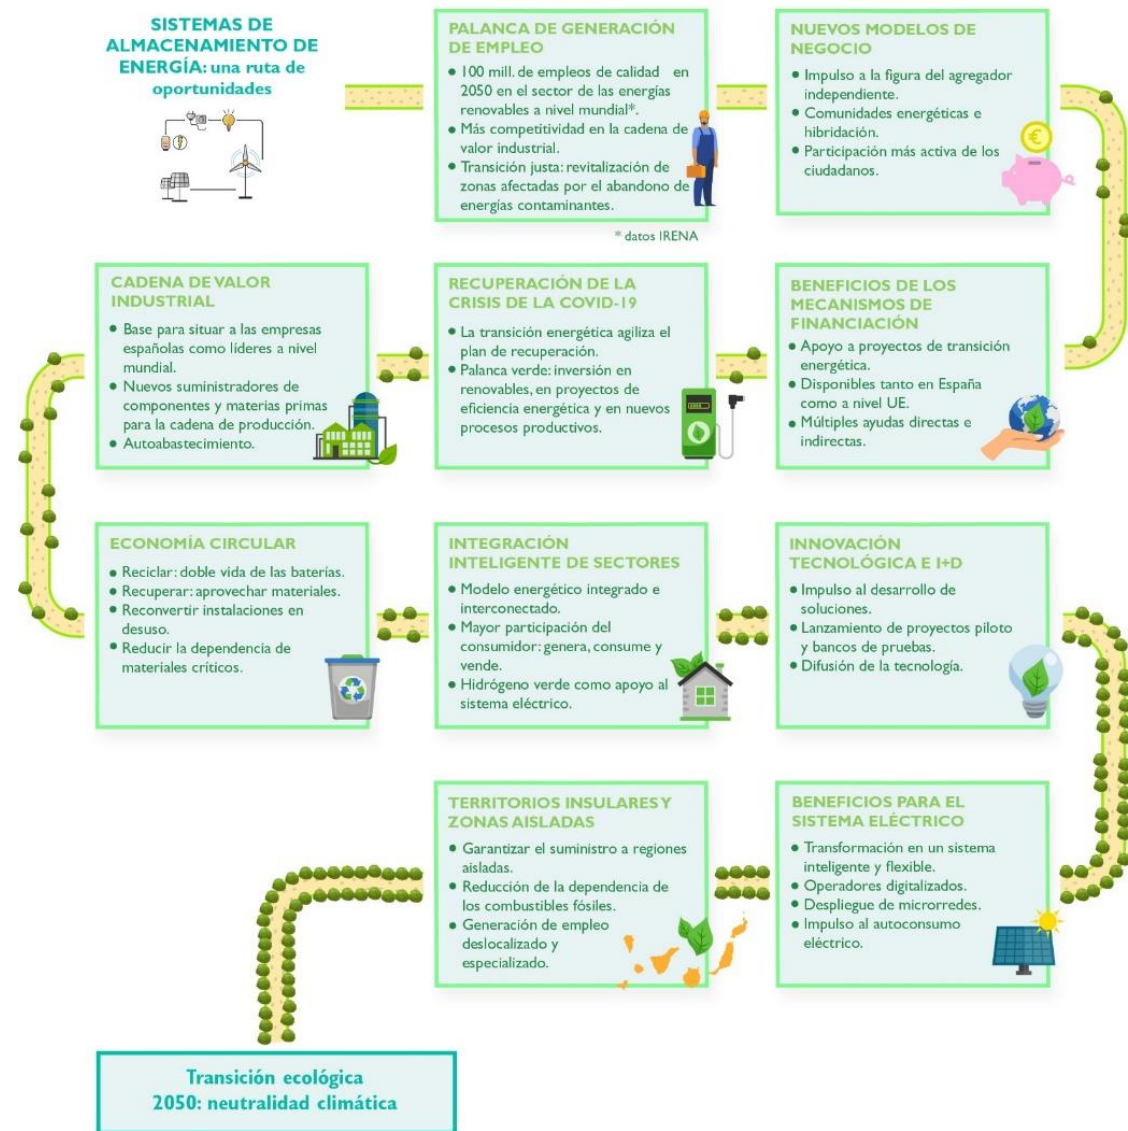 SISTEMAS DE
ALMACENAMIENTO DE
ENERGÍA: una ruta de
oportunidades
PALANCA DE GENERACIÓN
DE EMPLEO
• 100 mill. de empleos de calidad en
2050 en el sector de las energías
renovables a nivel mundial*.
• Más competitividad en la cadena de
valor industrial.
• Transición justa: revitalización de
zonas afectadas por el abandono de
energías contaminantes.
* datos IRENA
NUEVOS MODELOS DE
NEGOCIO
• Impulso a la figura del agregador
independiente.
• Comunidades energéticas e
hibridación.
• Participación más activa de los
ciudadanos.
€
BENEFICIOS DE LOS
MECANISMOS DE
FINANCIACIÓN
• Apoyo a proyectos de transición
energética.
• Disponibles tanto en España
como a nivel UE.
• Múltiples ayudas directas e
indirectas.
RECUPERACIÓN DE LA
CRISIS DE LA COVID-19
• La transición energética agiliza el
plan de recuperación.
• Palanca verde: inversión en
renovables, en proyectos de
eficiencia energética y en nuevos
procesos productivos.
CADENA DE VALOR
INDUSTRIAL
• Base para situar a las empresas
españolas como líderes a nivel
mundial.
• Nuevos suministradores de
componentes y materias primas
para la cadena de producción.
• Autoabastecimiento.
ECONOMÍA CIRCULAR
• Reciclar: doble vida de las baterías.
• Recuperar: aprovechar materiales.
• Reconvertir instalaciones en
desuso.
• Reducir la dependencia de
materiales críticos.
INTEGRACIÓN
INTELIGENTE DE SECTORES
• Modelo energético integrado e
interconectado.
• Mayor participación del
consumidor: genera, consume y
vende.
• Hidrógeno verde como apoyo al
sistema eléctrico.
INNOVACIÓN
TECNOLÓGICA E I+D
• Impulso al desarrollo de
soluciones.
• Lanzamiento de proyectos piloto
y bancos de pruebas.
• Difusión de la tecnología.
BENEFICIOS PARA EL
SISTEMA ELÉCTRICO
• Transformación en un sistema
inteligente y flexible.
• Operadores digitalizados.
• Despliegue de microrredes.
• Impulso al autoconsumo
eléctrico.
TERRITORIOS INSULARES Y
ZONAS AISLADAS
• Garantizar el suministro a regiones
aisladas.
• Reducción de la dependencia de
los combustibles fósiles.
• Generación de empleo
deslocalizado y
especializado.
Transición ecológica
2050: neutralidad climática